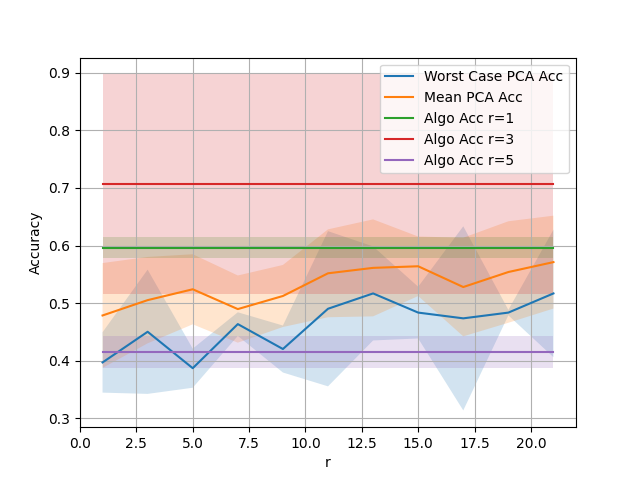 0.9
0.8
0.7
0.6
0.5
0.4
0.3
Accuracy
Worst Case PCA Acc
Mean PCA Acc
Algo Acc r=1
Algo Acc r=3
Algo Acc r=5
0.0 2.5 5.0 7.5 10.0 12.5 15.0 17.5 20.0
r